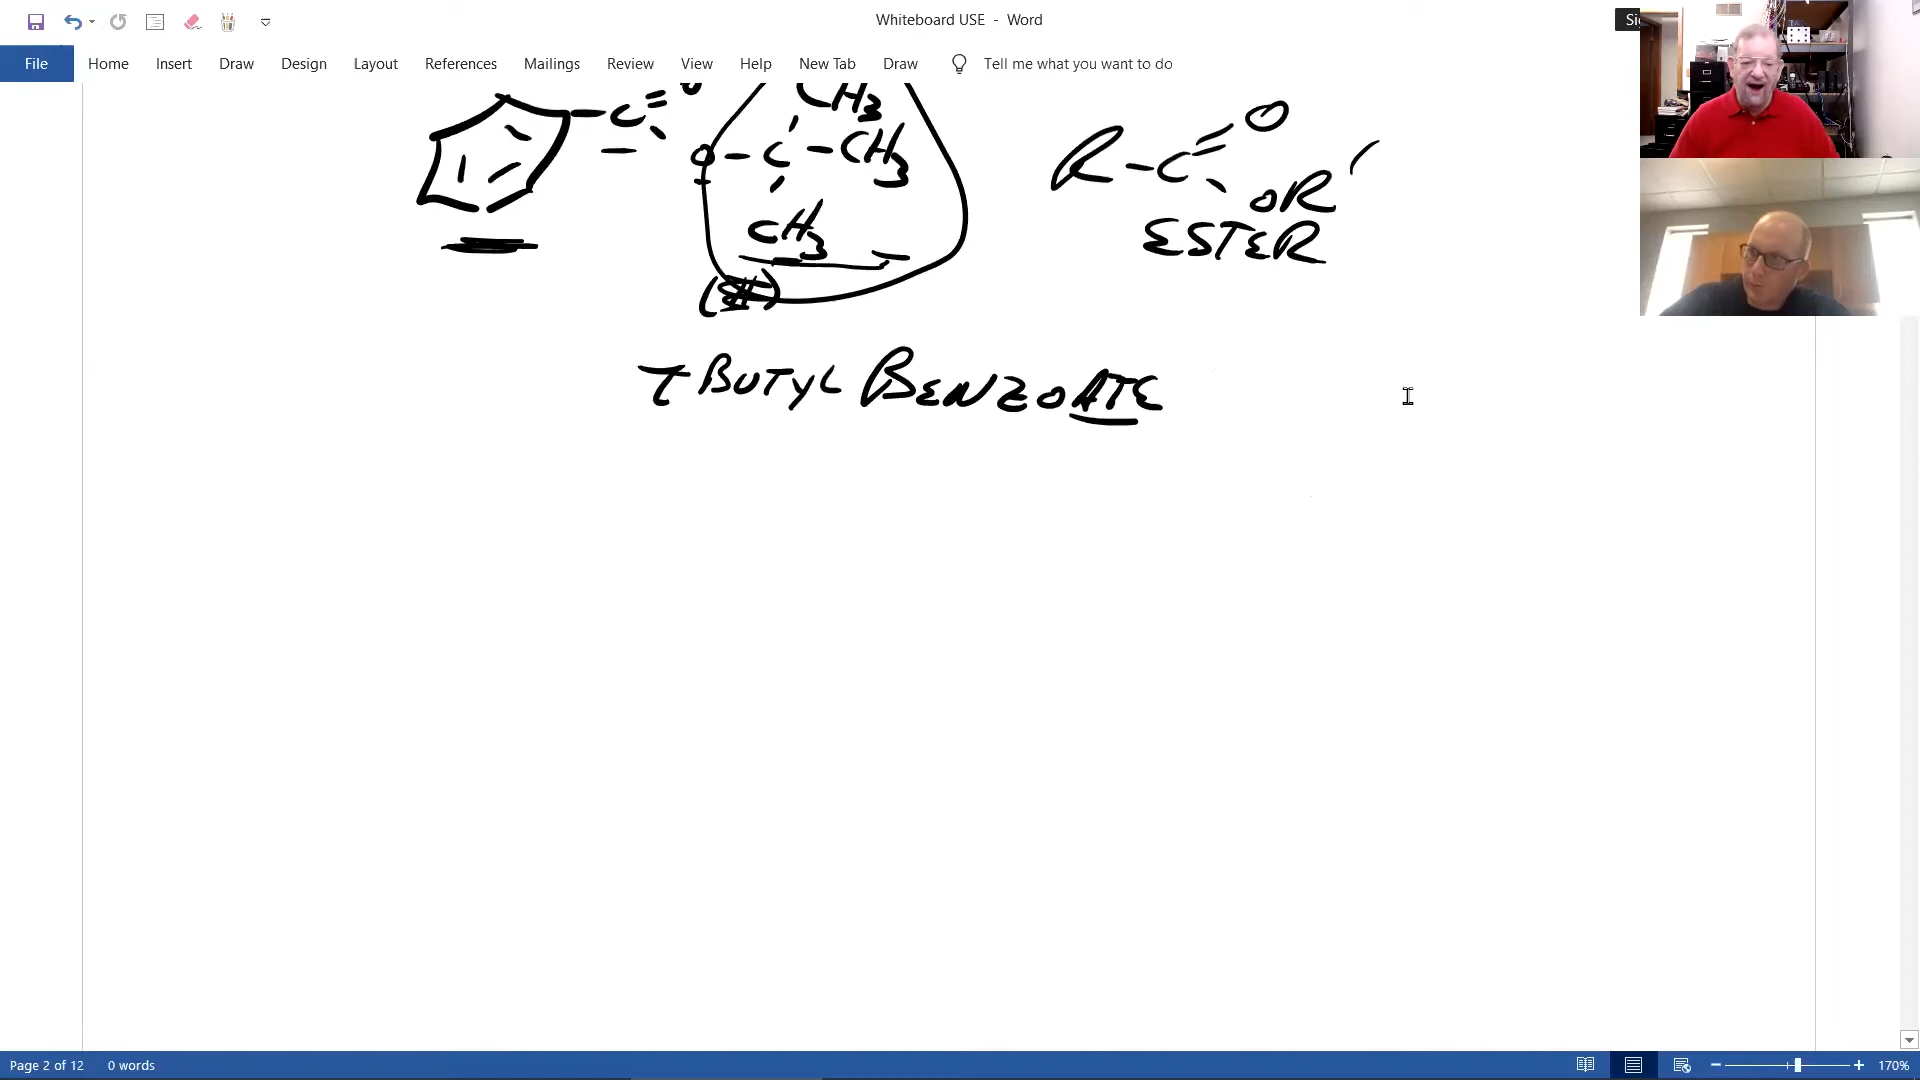 Whiteboard USE - Word
File Home Insert Draw Design Layout References Mailings Review View Help New Tab Draw Tell me what you want to do
CH3
C = O
O - C - CH3
CH3
(H)
R - C = O
OR'
ESTER
T BUTYL BENZOATE
Page 2 of 12 0 words
170%